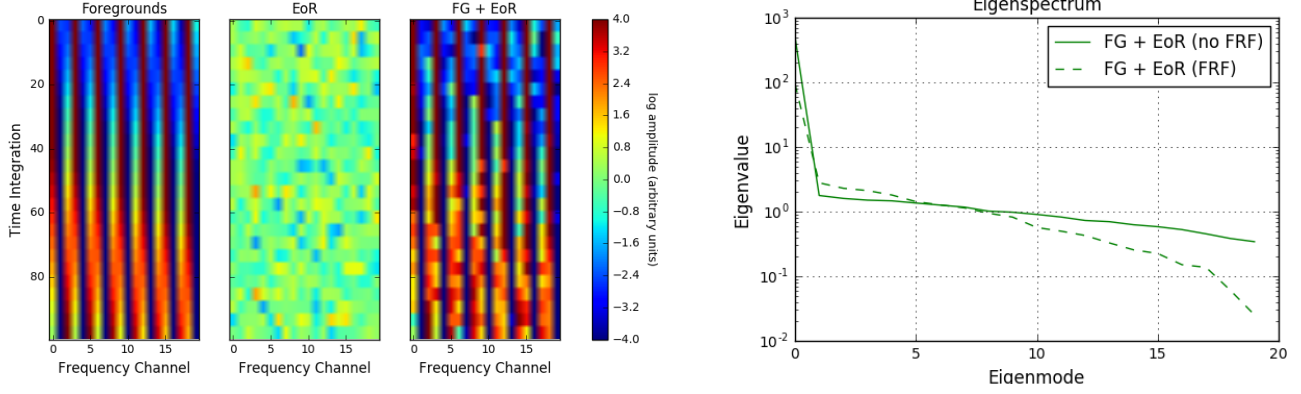 Foregrounds
EoR
FG + EoR
Time Integration
0
20
40
60
80
0 5 10 15
0 5 10 15
0 5 10 15
Frequency Channel
Frequency Channel
Frequency Channel
4.0
3.2
2.4
1.6
0.8
0.0
−0.8
−1.6
−2.4
−3.2
−4.0
log amplitude (arbitrary units)
Eigenspectrum
FG + EoR (no FRF)
FG + EoR (FRF)
Eigenvalue
10³
10²
10¹
10⁰
10⁻¹
10⁻²
0 5 10 15 20
Eigenmode